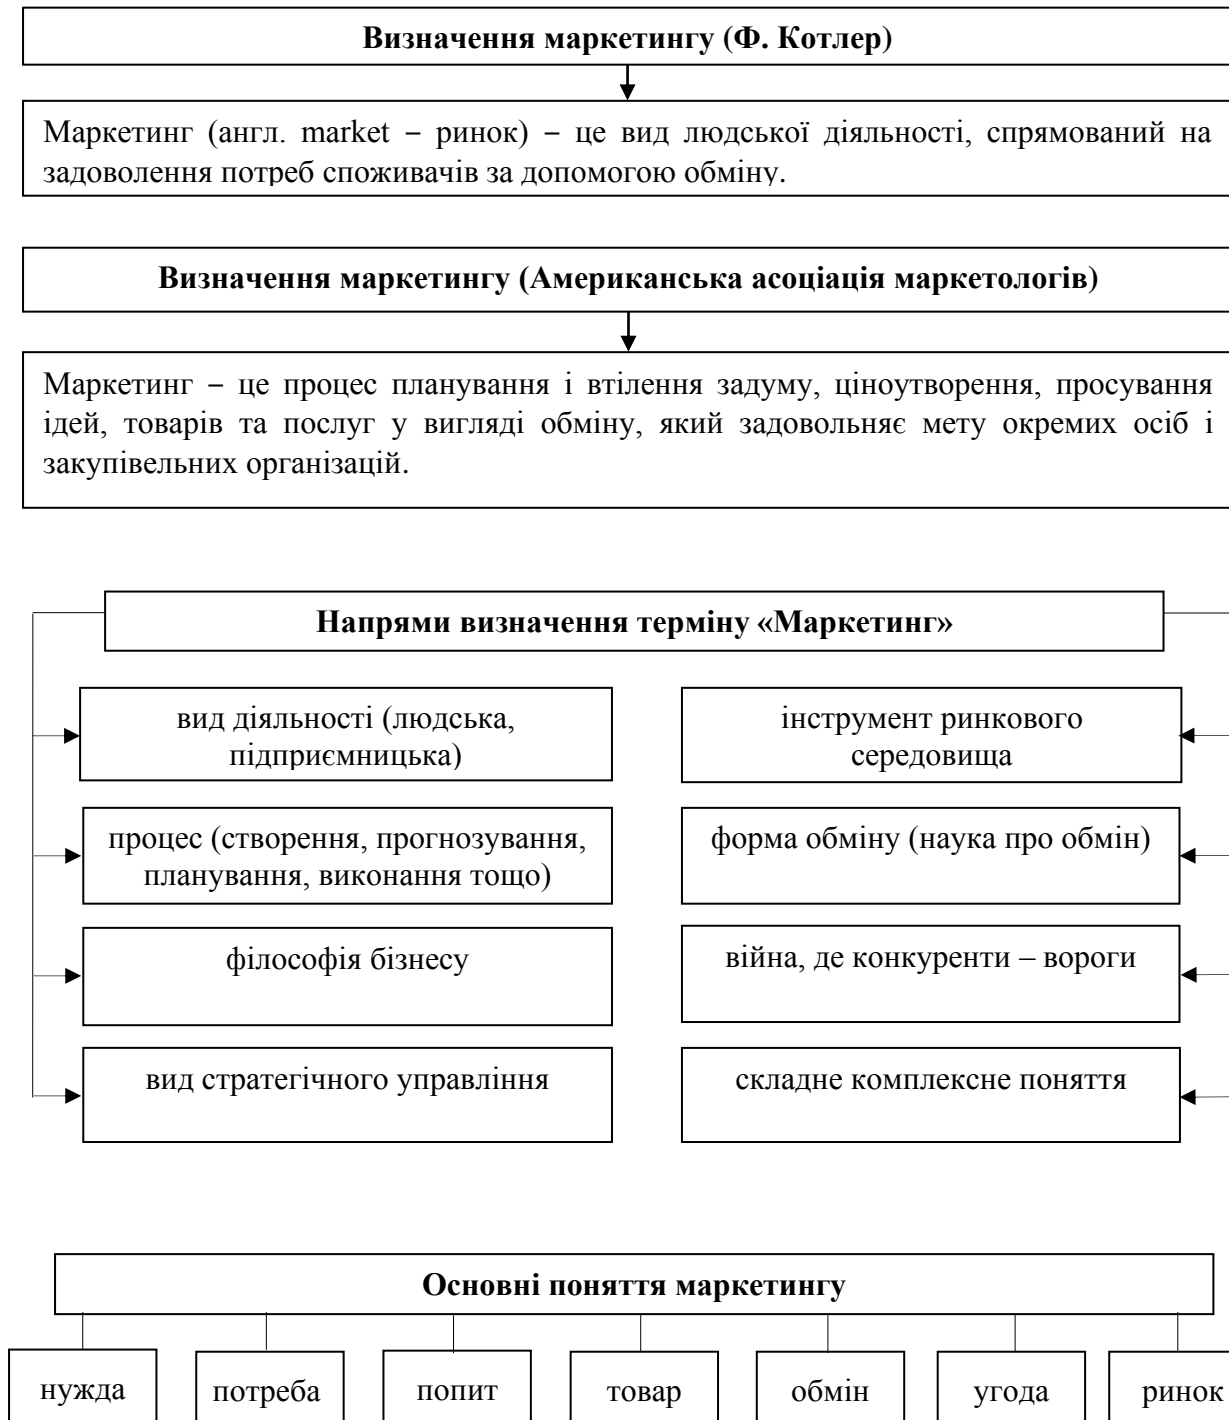 Визначення маркетингу (Ф. Котлер)
Маркетинг (англ. market – ринок) – це вид людської діяльності, спрямований на
задоволення потреб споживачів за допомогою обміну.
Визначення маркетингу (Американська асоціація маркетологів)
Маркетинг – це процес планування і втілення задуму, ціноутворення, просування
ідей, товарів та послуг у вигляді обміну, який задовольняє мету окремих осіб і
закупівельних організацій.
Напрями визначення терміну «Маркетинг»
вид діяльності (людська,
підприємницька)
процес (створення, прогнозування,
планування, виконання тощо)
філософія бізнесу
вид стратегічного управління
інструмент ринкового
середовища
форма обміну (наука про обмін)
війна, де конкуренти – вороги
складне комплексне поняття
Основні поняття маркетингу
нужда
потреба
попит
товар
обмін
угода
ринок